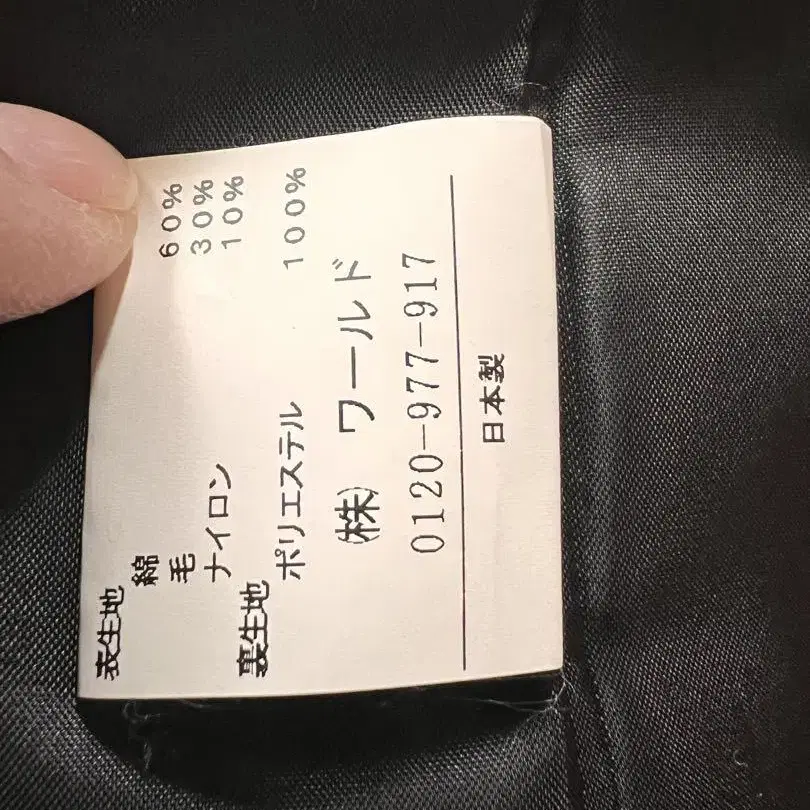 表生地
綿 60%
毛 30%
ナイロン 10%
裏生地
ポリエステル 100%
㈱ ワールド
0120-977-917
日本製